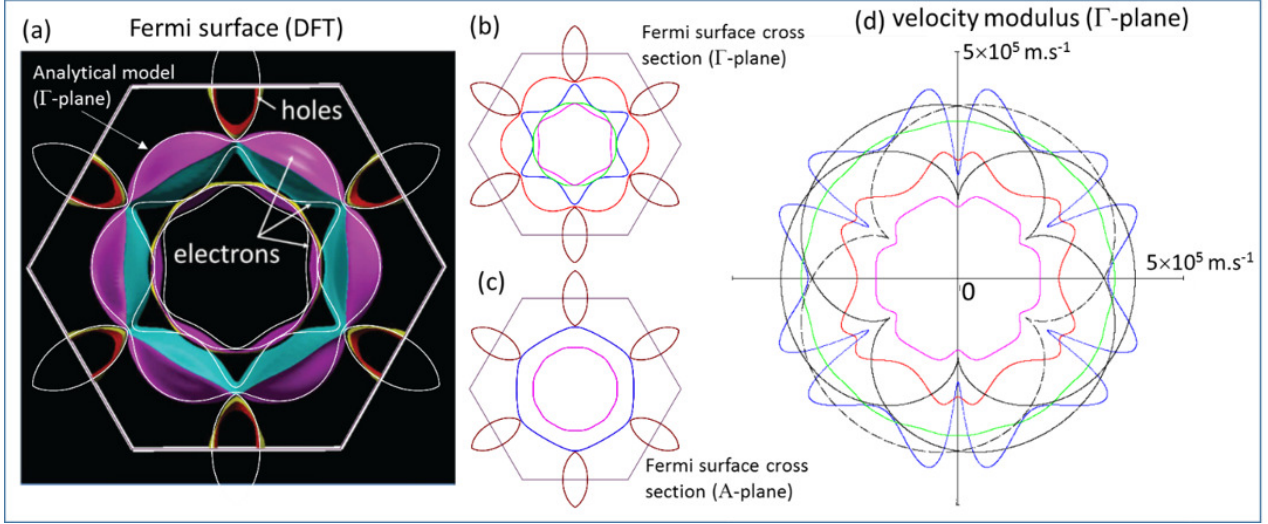 (a)
Fermi surface (DFT)
Analytical model
(Γ-plane)
holes
electrons
(b)
Fermi surface cross
section (Γ-plane)
(c)
Fermi surface cross
section (A-plane)
(d)
velocity modulus (Γ-plane)
5×10⁵ m.s⁻¹
5×10⁵ m.s⁻¹
0